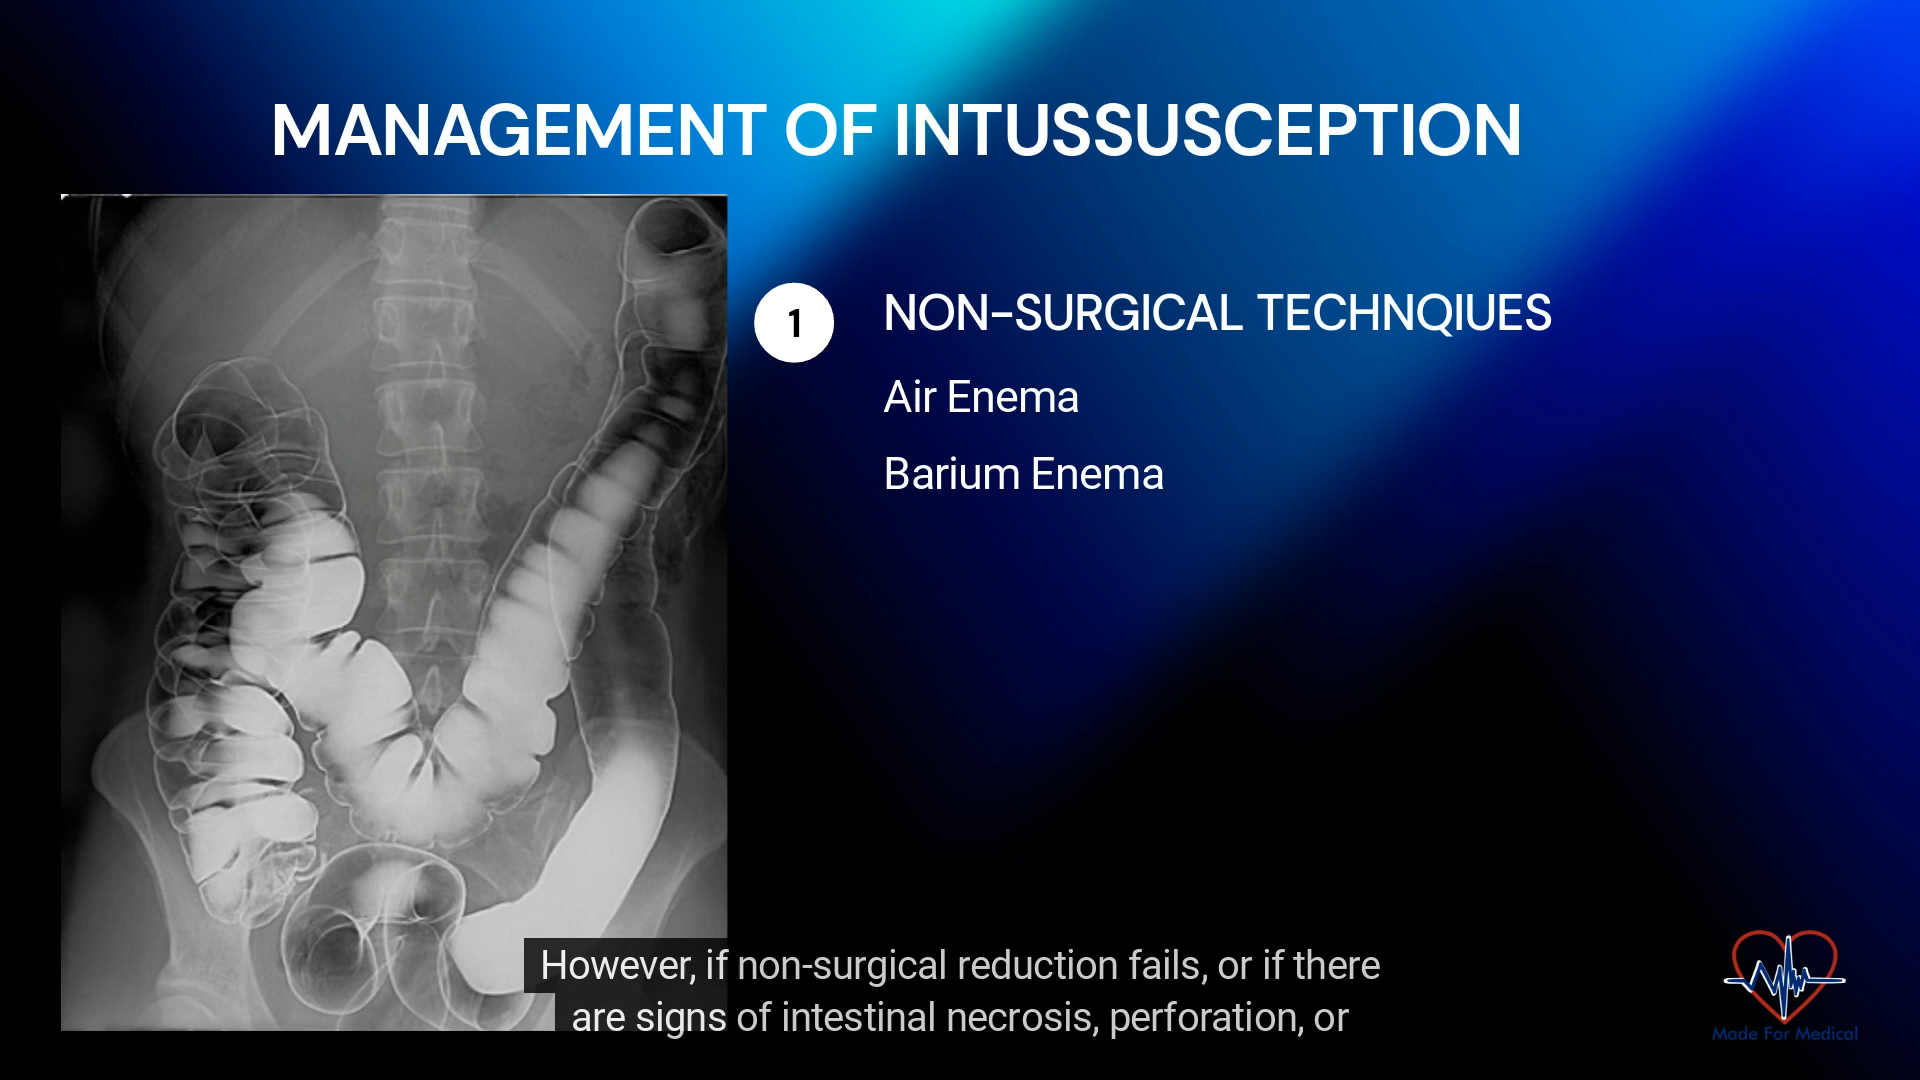 MANAGEMENT OF INTUSSUSCEPTION
1
NON-SURGICAL TECHNQIUES
Air Enema
Barium Enema
However, if non-surgical reduction fails, or if there
are signs of intestinal necrosis, perforation, or
Made For Medical